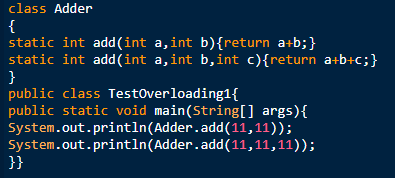 class Adder
{
static int add(int a,int b){return a+b;}
static int add(int a,int b,int c){return a+b+c;}
}
public class TestOverloading1{
public static void main(String[] args){
System.out.println(Adder.add(11,11));
System.out.println(Adder.add(11,11,11));
}}